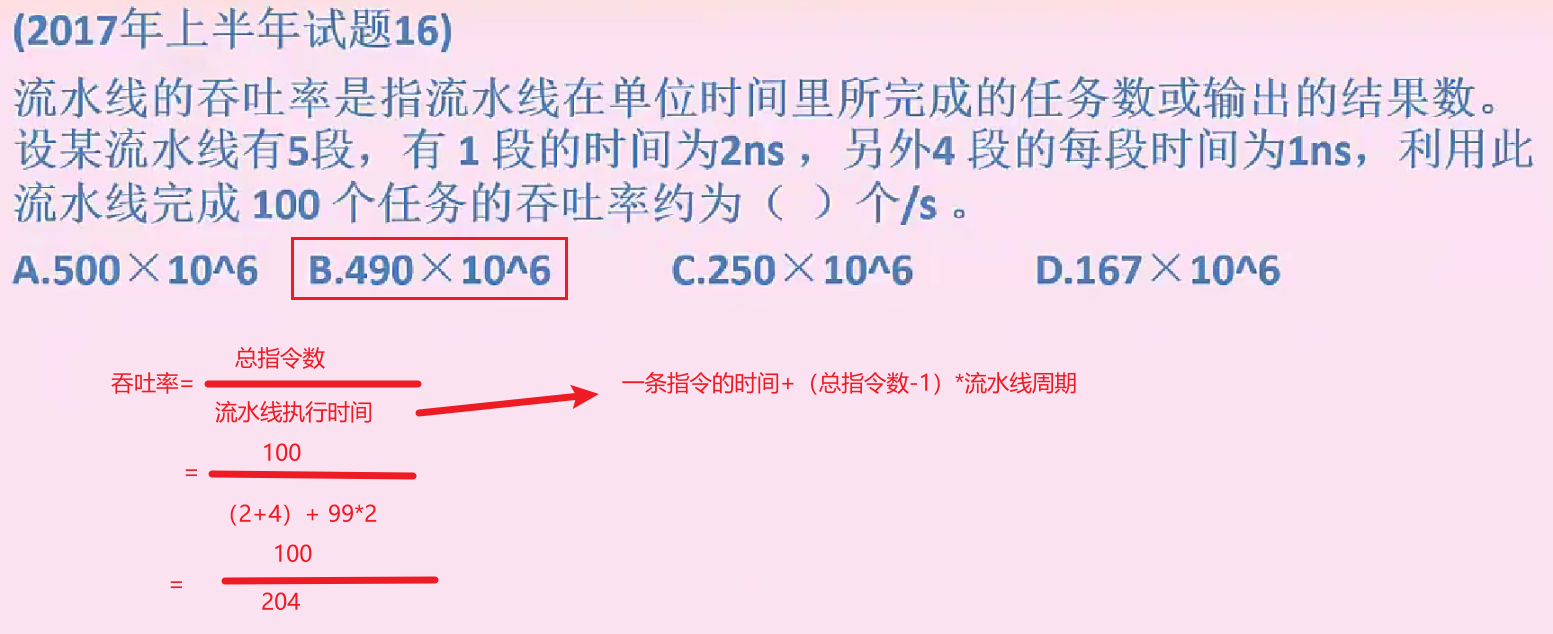 (2017年上半年试题16)
流水线的吞吐率是指流水线在单位时间里所完成的任务数或输出的结果数。
设某流水线有5段，有 1 段的时间为2ns ，另外4 段的每段时间为1ns，利用此
流水线完成 100 个任务的吞吐率约为（ ）个/s 。
A.500×10^6 B.490×10^6 C.250×10^6 D.167×10^6
总指令数
吞吐率=
流水线执行时间
一条指令的时间+（总指令数-1）*流水线周期
100
=
（2+4）+ 99*2
100
=
204